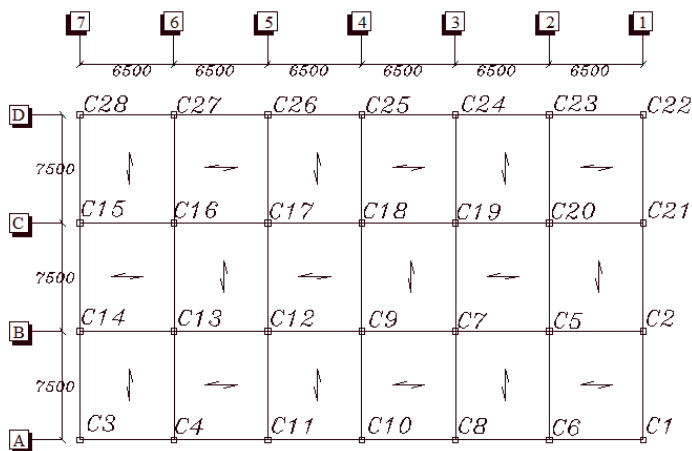 7 6 5 4 3 2 1
6500 6500 6500 6500 6500 6500
C28 C27 C26 C25 C24 C23 C22
D
7500
C15 C16 C17 C18 C19 C20 C21
C
7500
C14 C13 C12 C9 C7 C5 C2
B
7500
C3 C4 C11 C10 C8 C6 C1
A